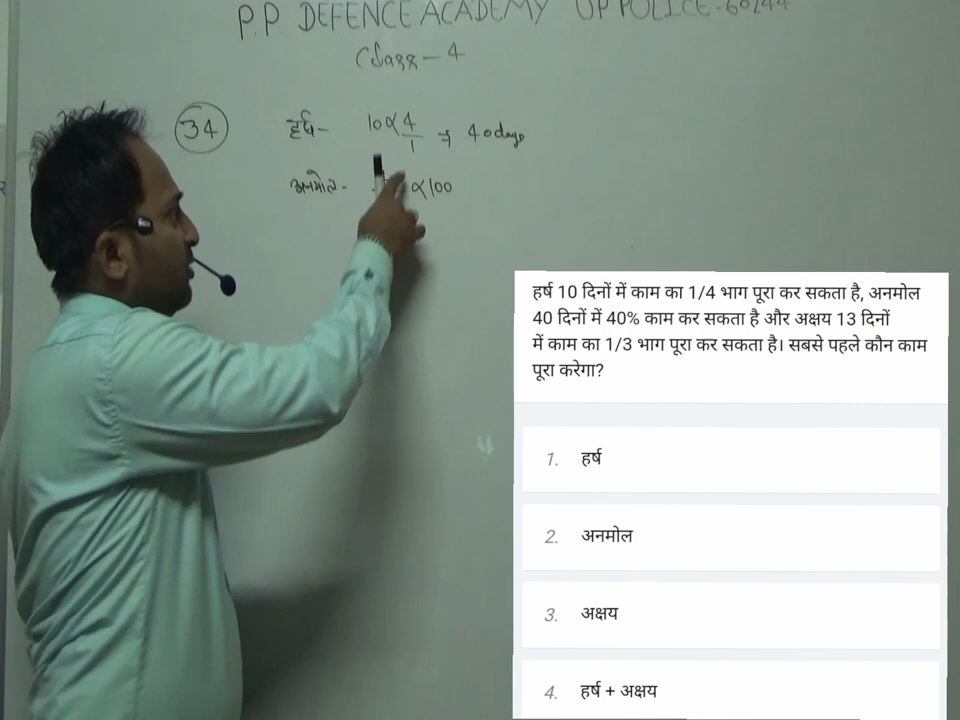 P.P. DEFENCE ACADEMY UP POLICE-60244
Class-4
34
हर्ष- 10×4/1 ⇒ 40days
अनमोल- ×100
हर्ष 10 दिनों में काम का 1/4 भाग पूरा कर सकता है, अनमोल
40 दिनों में 40% काम कर सकता है और अक्षय 13 दिनों
में काम का 1/3 भाग पूरा कर सकता है। सबसे पहले कौन काम
पूरा करेगा?
1. हर्ष
2. अनमोल
3. अक्षय
4. हर्ष + अक्षय